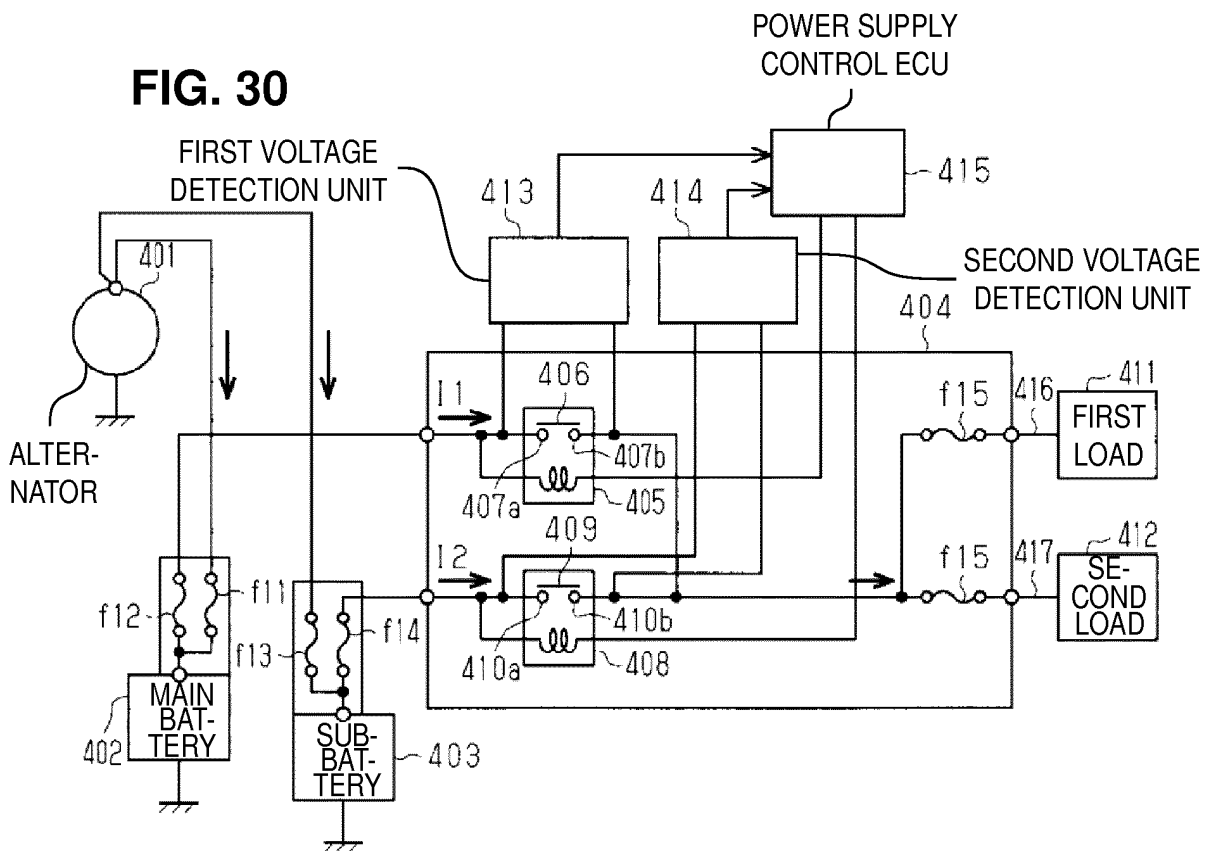 FIG. 30
POWER SUPPLY
CONTROL ECU
FIRST VOLTAGE
DETECTION UNIT
413
414
415
401
SECOND VOLTAGE
DETECTION UNIT
404
ALTER-
NATOR
I1
406
407a
407b
405
f15
416
411
FIRST
LOAD
I2
409
410a
410b
408
f15
417
412
SE-
COND
LOAD
f12
f11
f13
f14
MAIN
BAT-
TERY
402
SUB-
BAT-
TERY
403